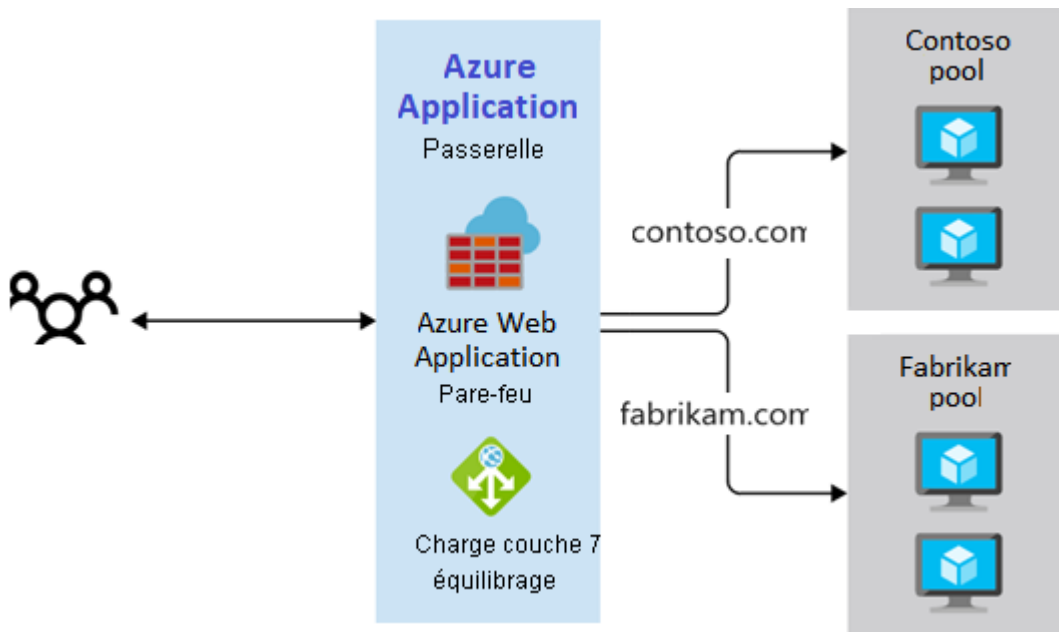 Azure
Application
Passerelle
Azure Web
Application
Pare-feu
Charge couche 7
équilibrage
contoso.com
fabrikam.com
Contoso
pool
Fabrikam
pool